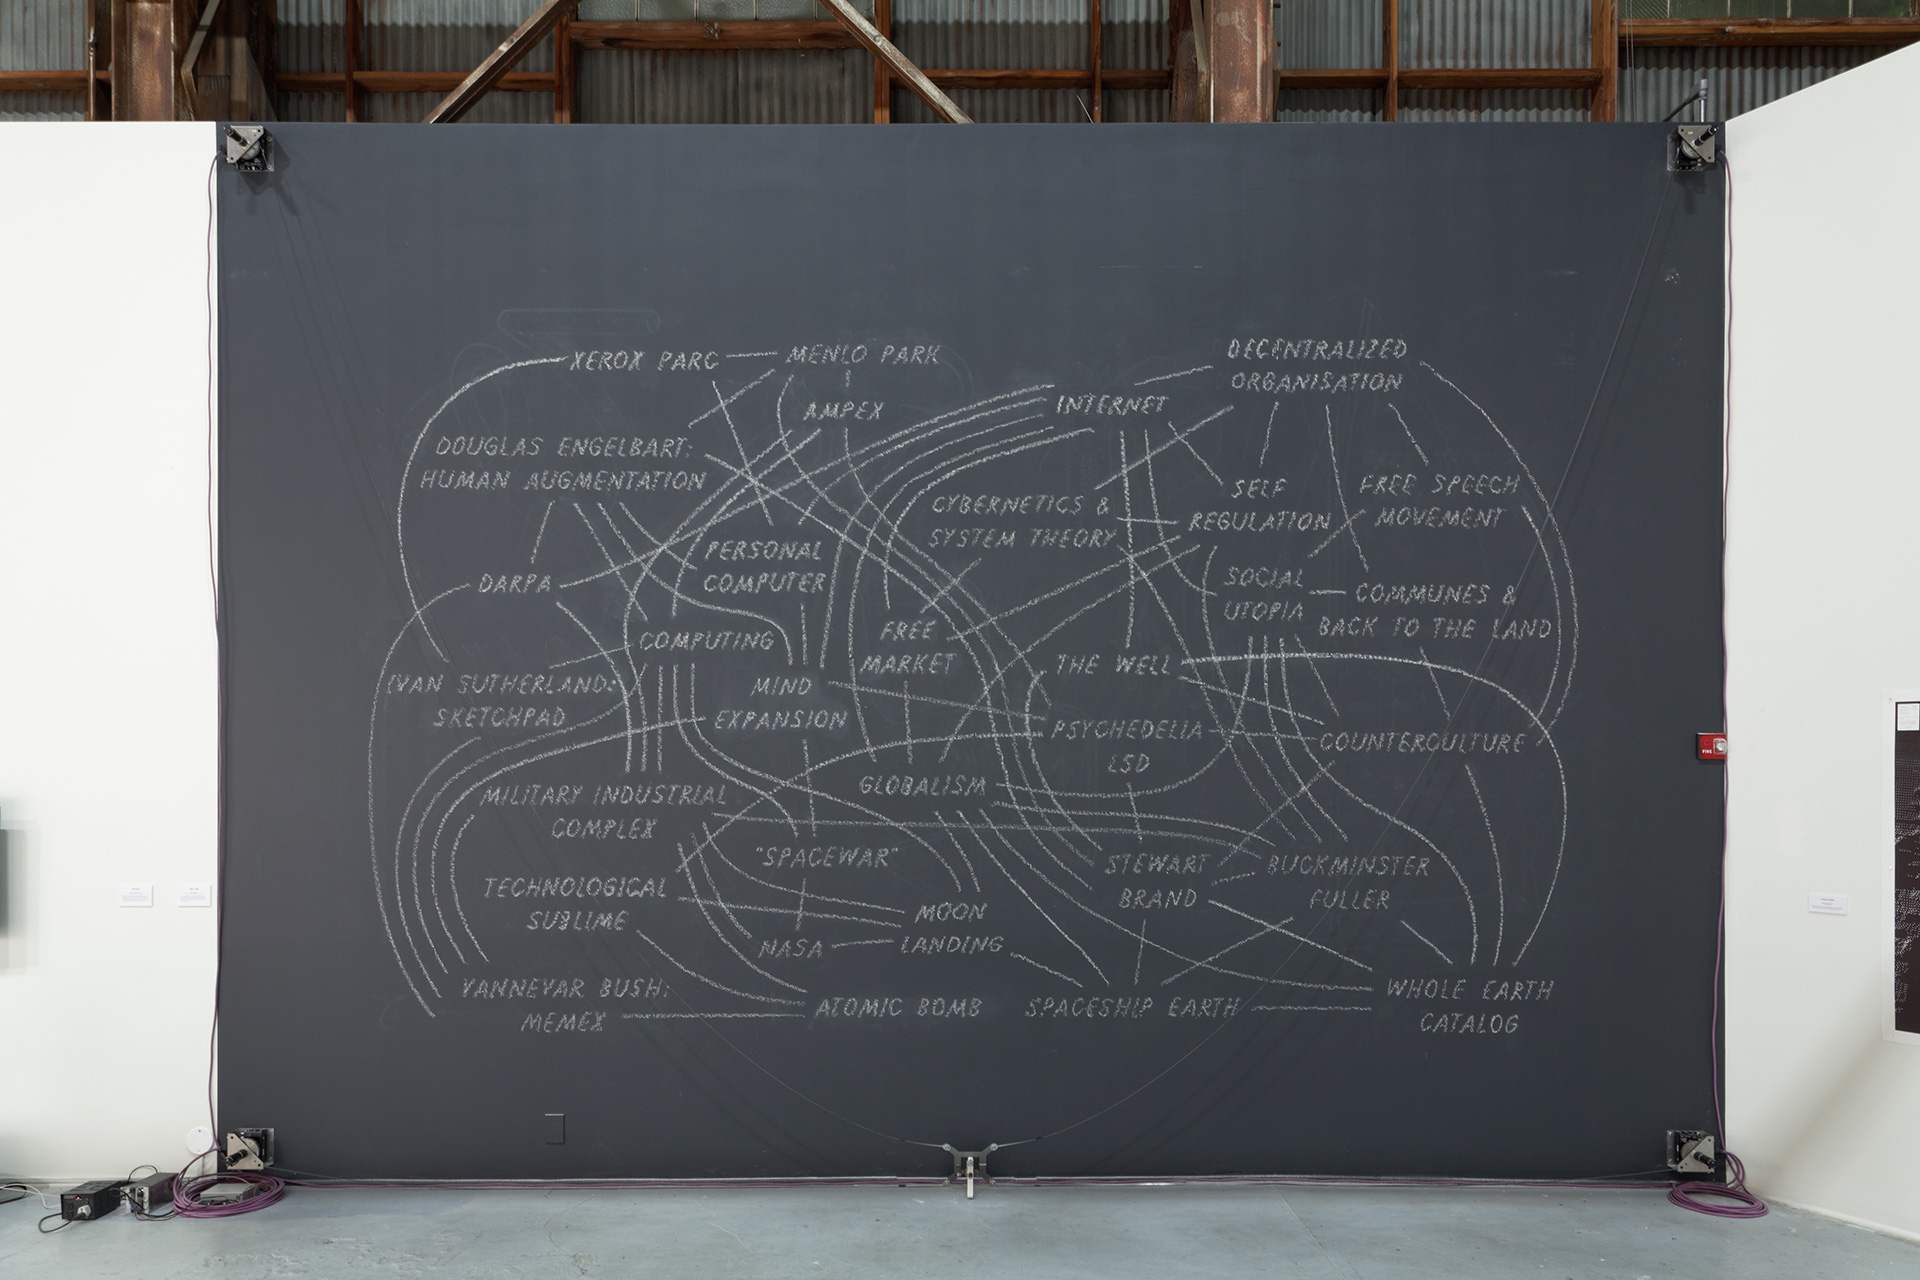 XEROX PARC
MENLO PARK
DECENTRALIZED
ORGANISATION
AMPEX
INTERNET
DOUGLAS ENGELBART:
HUMAN AUGMENTATION
CYBERNETICS &
SYSTEM THEORY
SELF
REGULATION
FREE SPEECH
MOVEMENT
PERSONAL
COMPUTER
DARPA
SOCIAL
UTOPIA
COMMUNES &
BACK TO THE LAND
COMPUTING
FREE
MARKET
THE WELL
IVAN SUTHERLAND:
SKETCHPAD
MIND
EXPANSION
PSYCHEDELIA
LSD
COUNTERCULTURE
MILITARY INDUSTRIAL
COMPLEX
GLOBALISM
"SPACEWAR"
STEWART
BRAND
BUCKMINSTER
FULLER
TECHNOLOGICAL
SUBLIME
MOON
LANDING
NASA
VANNEVAR BUSH:
MEMEX
ATOMIC BOMB
SPACESHIP EARTH
WHOLE EARTH
CATALOG
FIRE